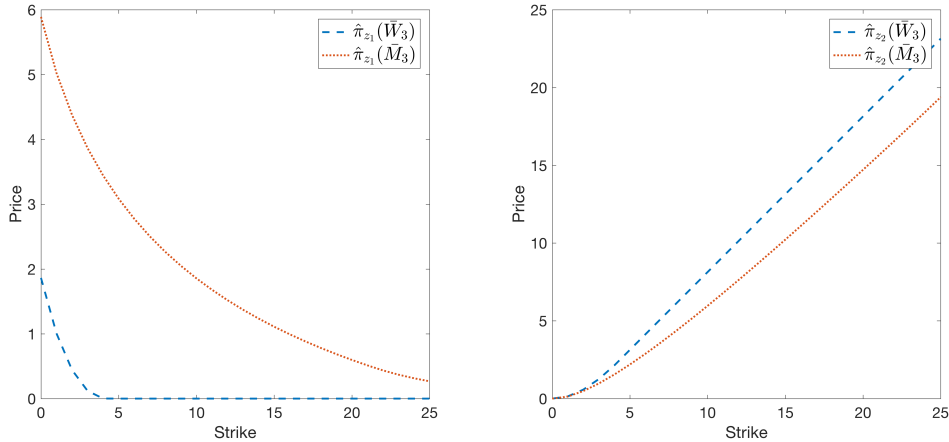 6
5
4
3
2
1
0
Price
0 5 10 15 20 25
Strike
π̂_{z_1}(W̄_3)
π̂_{z_1}(M̄_3)
25
20
15
10
5
0
Price
0 5 10 15 20 25
Strike
π̂_{z_2}(W̄_3)
π̂_{z_2}(M̄_3)